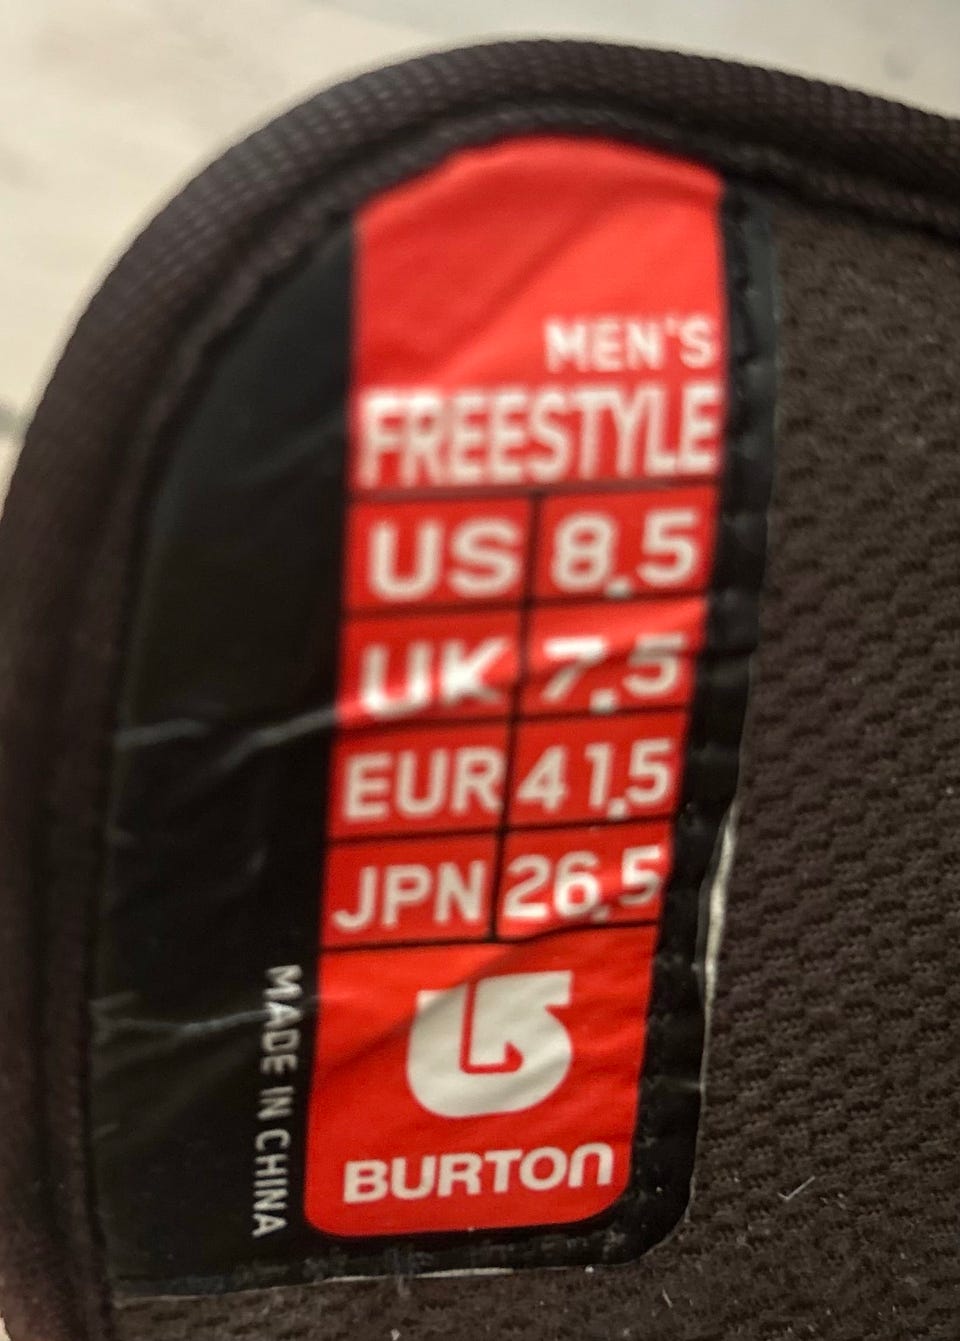 MEN'S
FREESTYLE
US 8.5
UK 7.5
EUR 41.5
JPN 26.5
BURTON
MADE IN CHINA